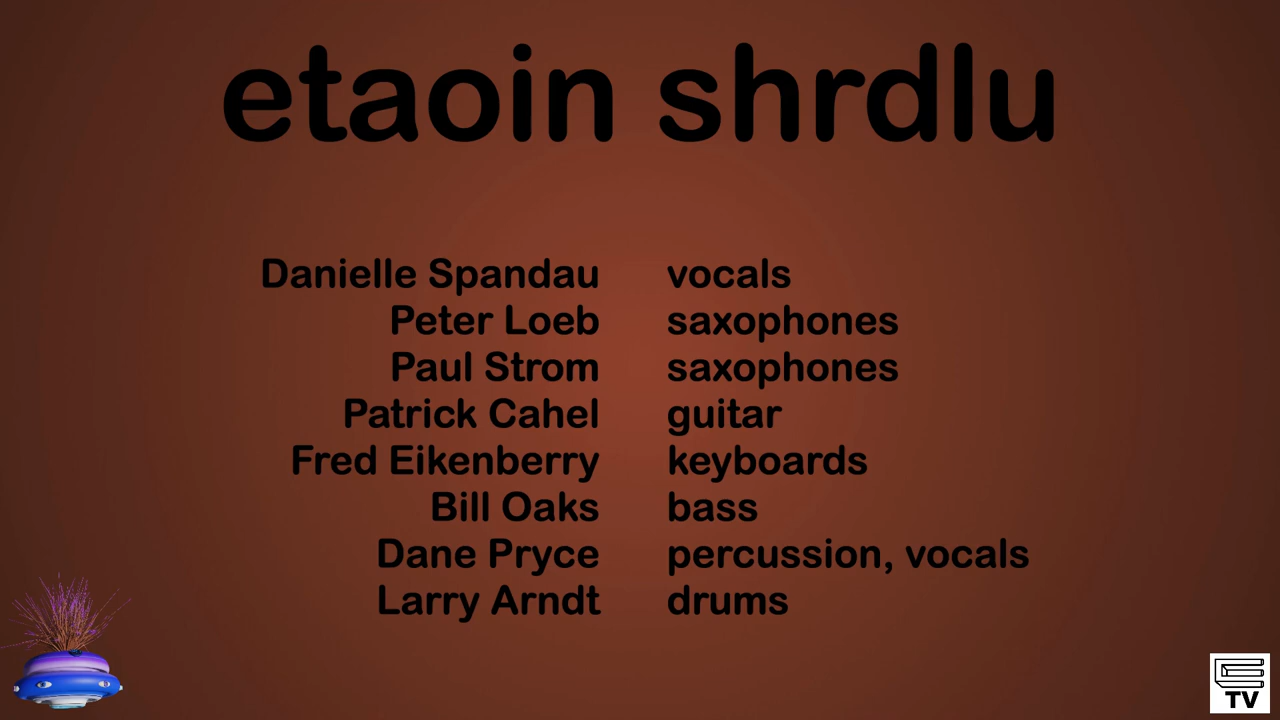 etaoin shrdlu
Danielle Spandau vocals
Peter Loeb saxophones
Paul Strom saxophones
Patrick Cahel guitar
Fred Eikenberry keyboards
Bill Oaks bass
Dane Pryce percussion, vocals
Larry Arndt drums
E
TV